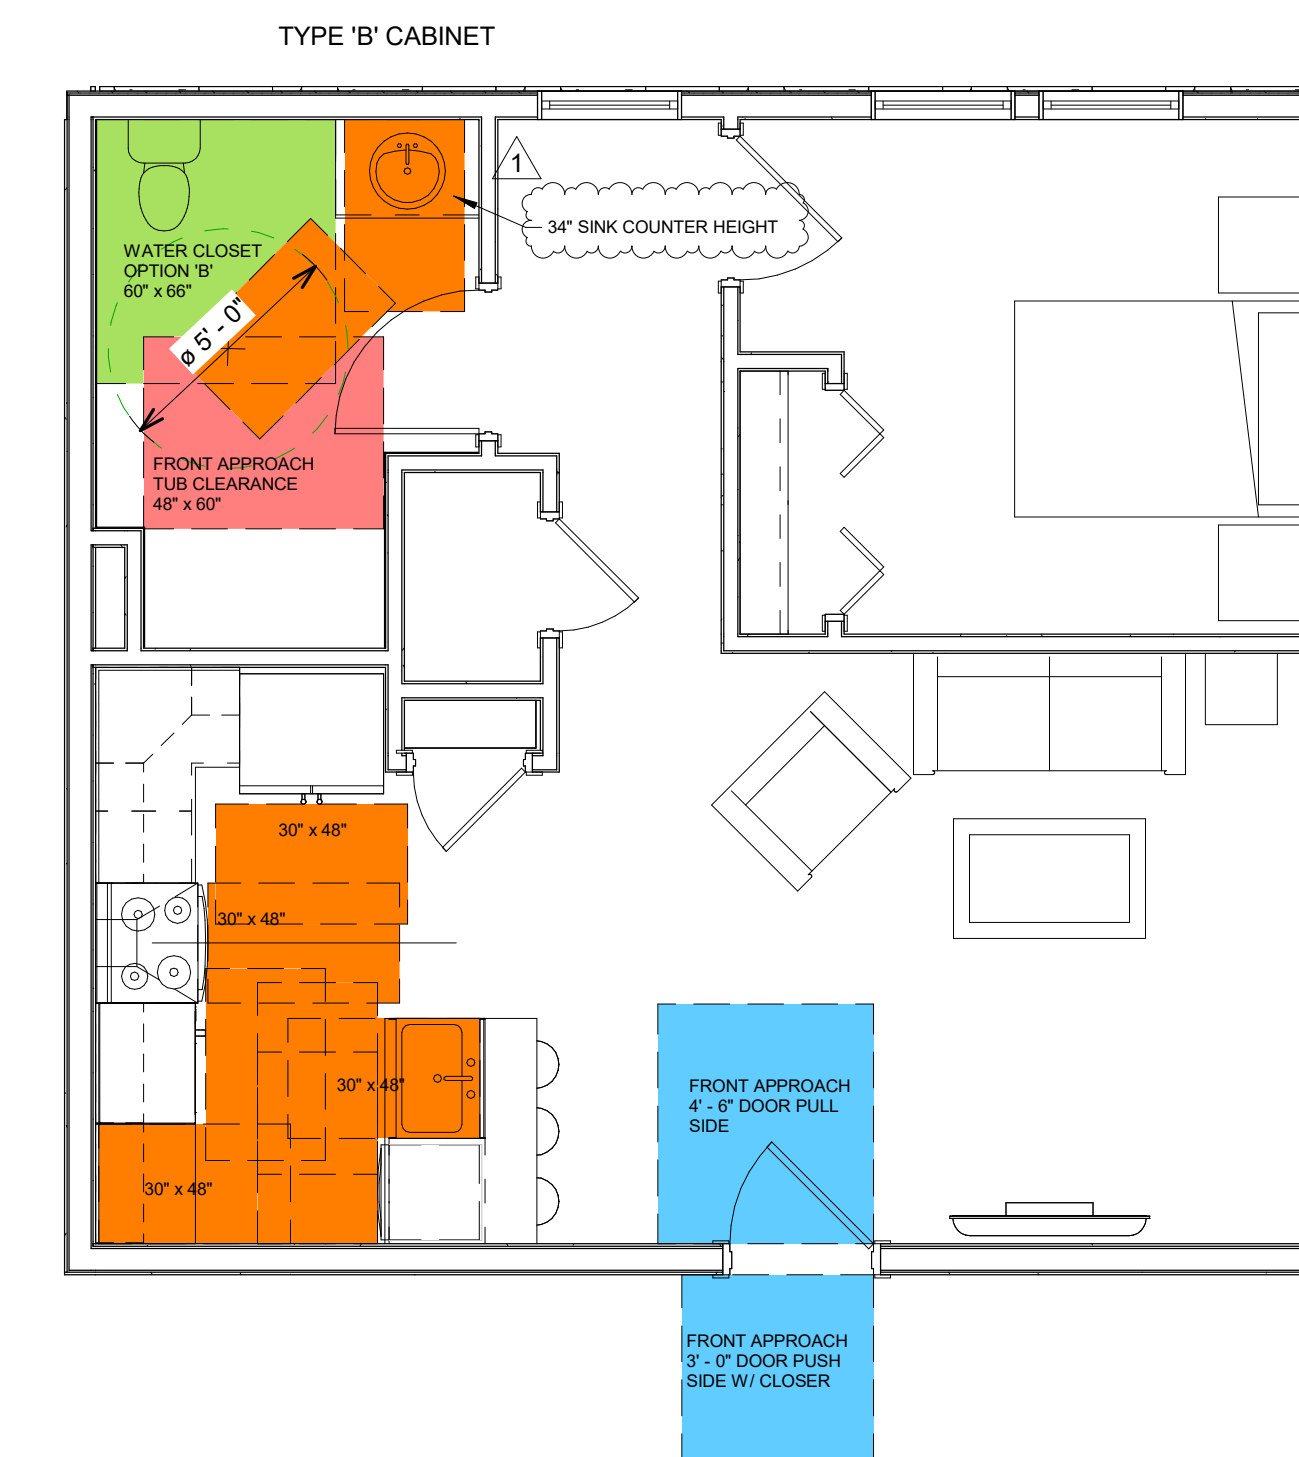 TYPE 'B' CABINET
1
34" SINK COUNTER HEIGHT
WATER CLOSET
OPTION 'B'
60" x 66"
ø 5' - 0"
FRONT APPROACH
TUB CLEARANCE
48" x 60"
30" x 48"
30" x 48"
30" x 48"
30" x 48"
FRONT APPROACH
4' - 6" DOOR PULL
SIDE
FRONT APPROACH
3' - 0" DOOR PUSH
SIDE W/ CLOSER